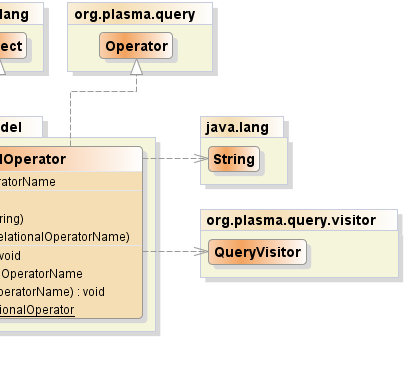 lang
org.plasma.query
ect
Operator
del
java.lang
lOperator
String
ratorName
ring)
elationalOperatorName)
org.plasma.query.visitor
void
QueryVisitor
OperatorName
peratorName) : void
ionalOperator